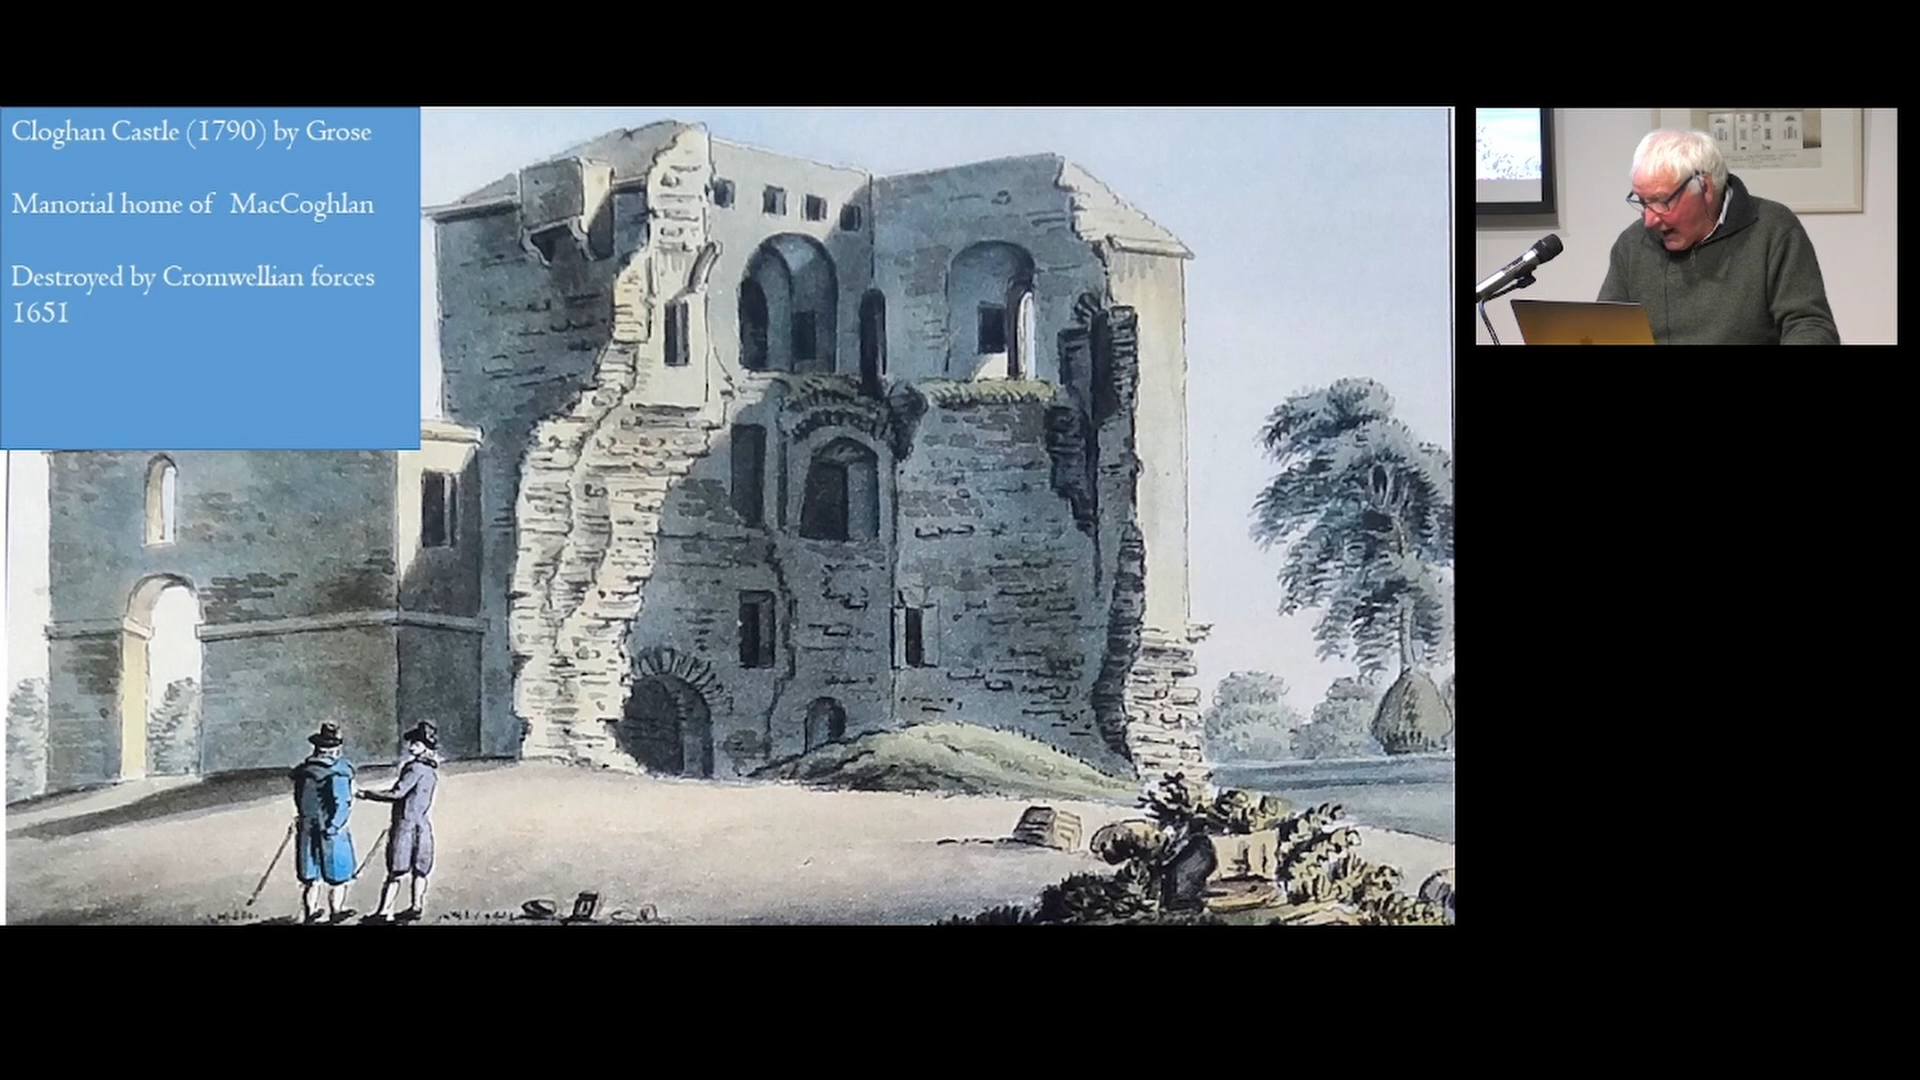 Cloghan Castle (1790) by Grose
Manorial home of MacCoghlan
Destroyed by Cromwellian forces
1651